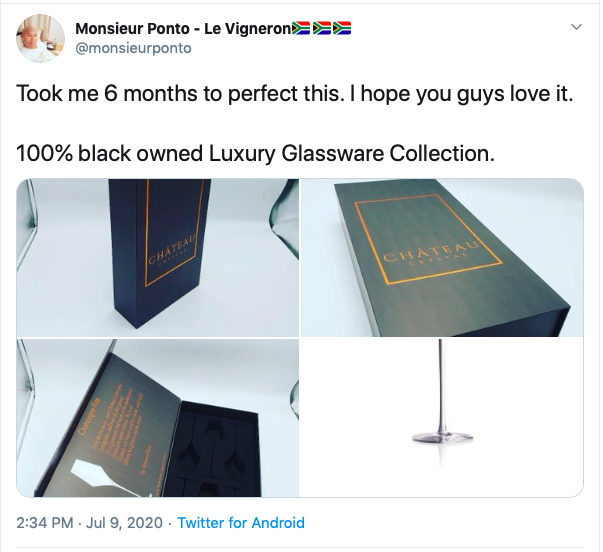 Monsieur Ponto - Le Vigneron🇿🇦🇿🇦🇿🇦
@monsieurponto
Took me 6 months to perfect this. I hope you guys love it.
100% black owned Luxury Glassware Collection.
CHÂTEAU
CRYSTAL
CHÂTEAU
CRYSTAL
2:34 PM · Jul 9, 2020 · Twitter for Android